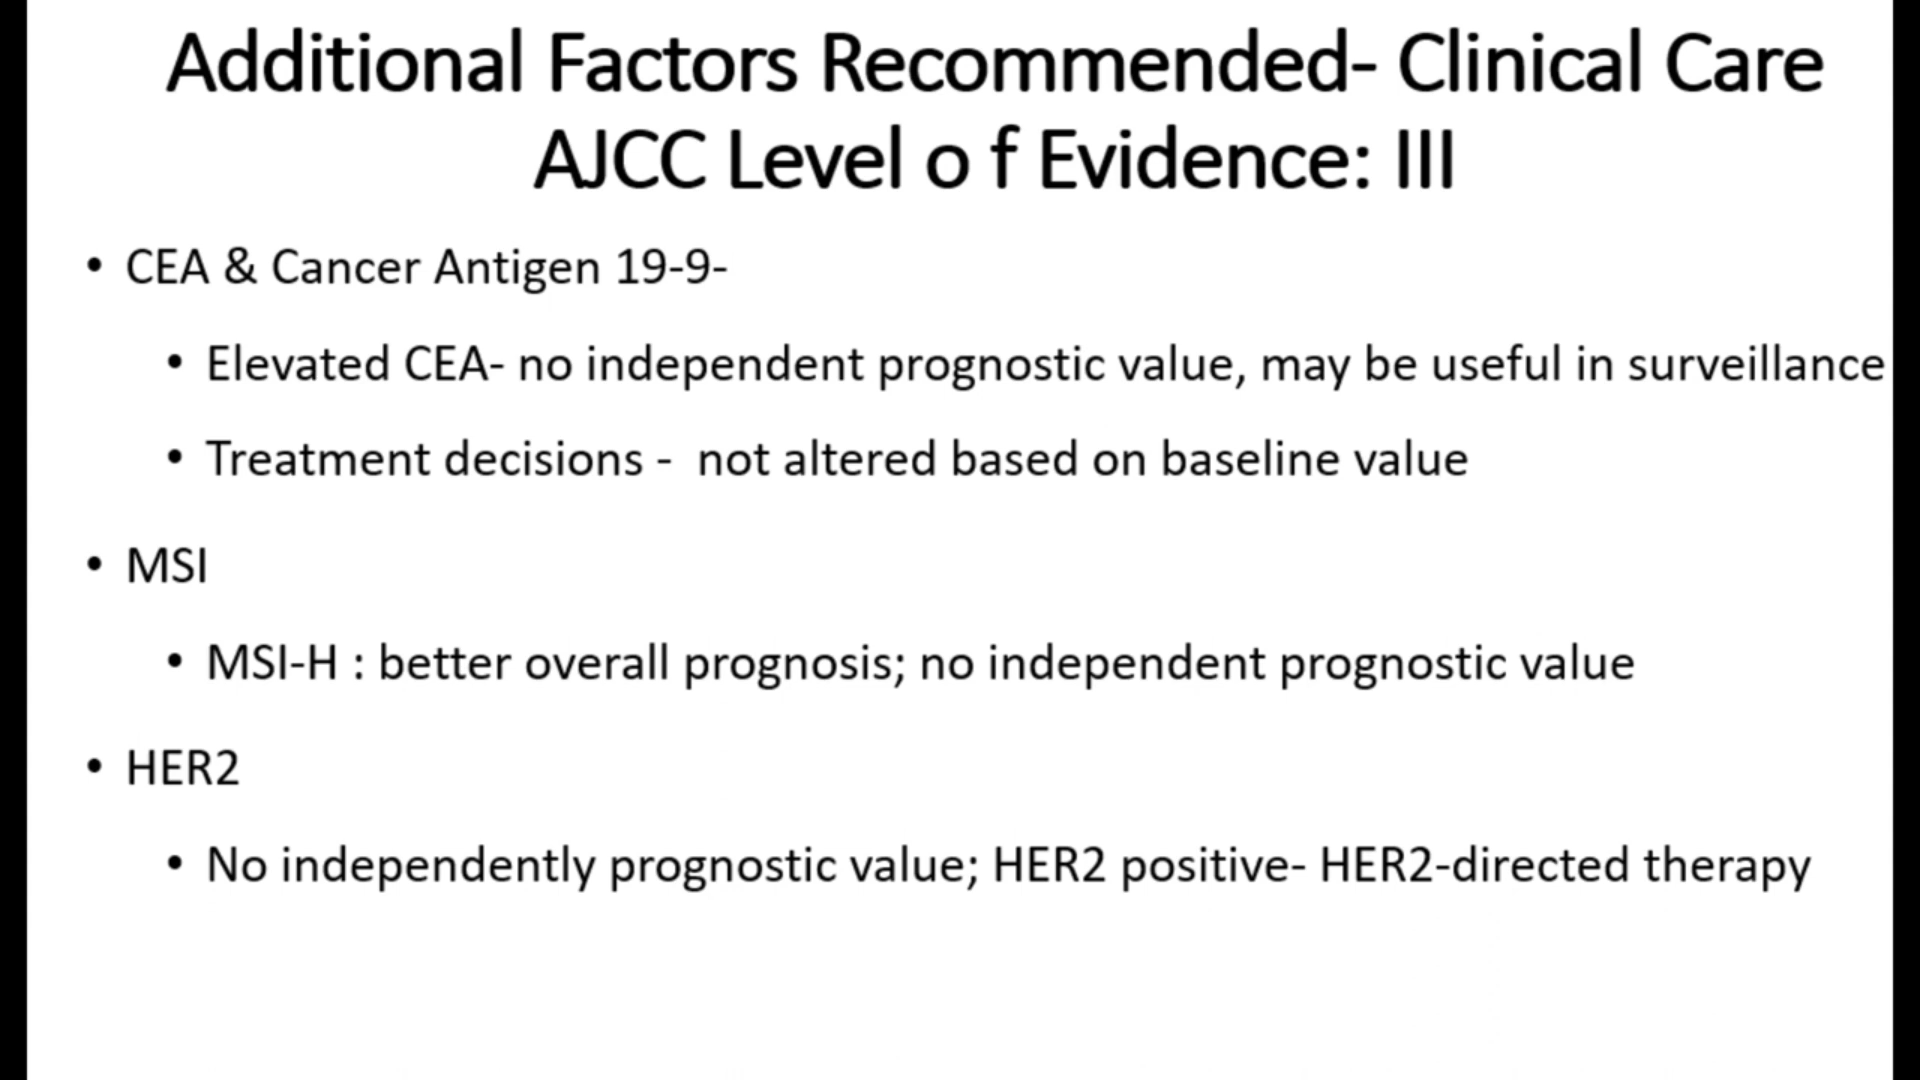 Additional Factors Recommended- Clinical Care
AJCC Level o f Evidence: III
• CEA & Cancer Antigen 19-9-
• Elevated CEA- no independent prognostic value, may be useful in surveillance
• Treatment decisions -  not altered based on baseline value
• MSI
• MSI-H : better overall prognosis; no independent prognostic value
• HER2
• No independently prognostic value; HER2 positive- HER2-directed therapy